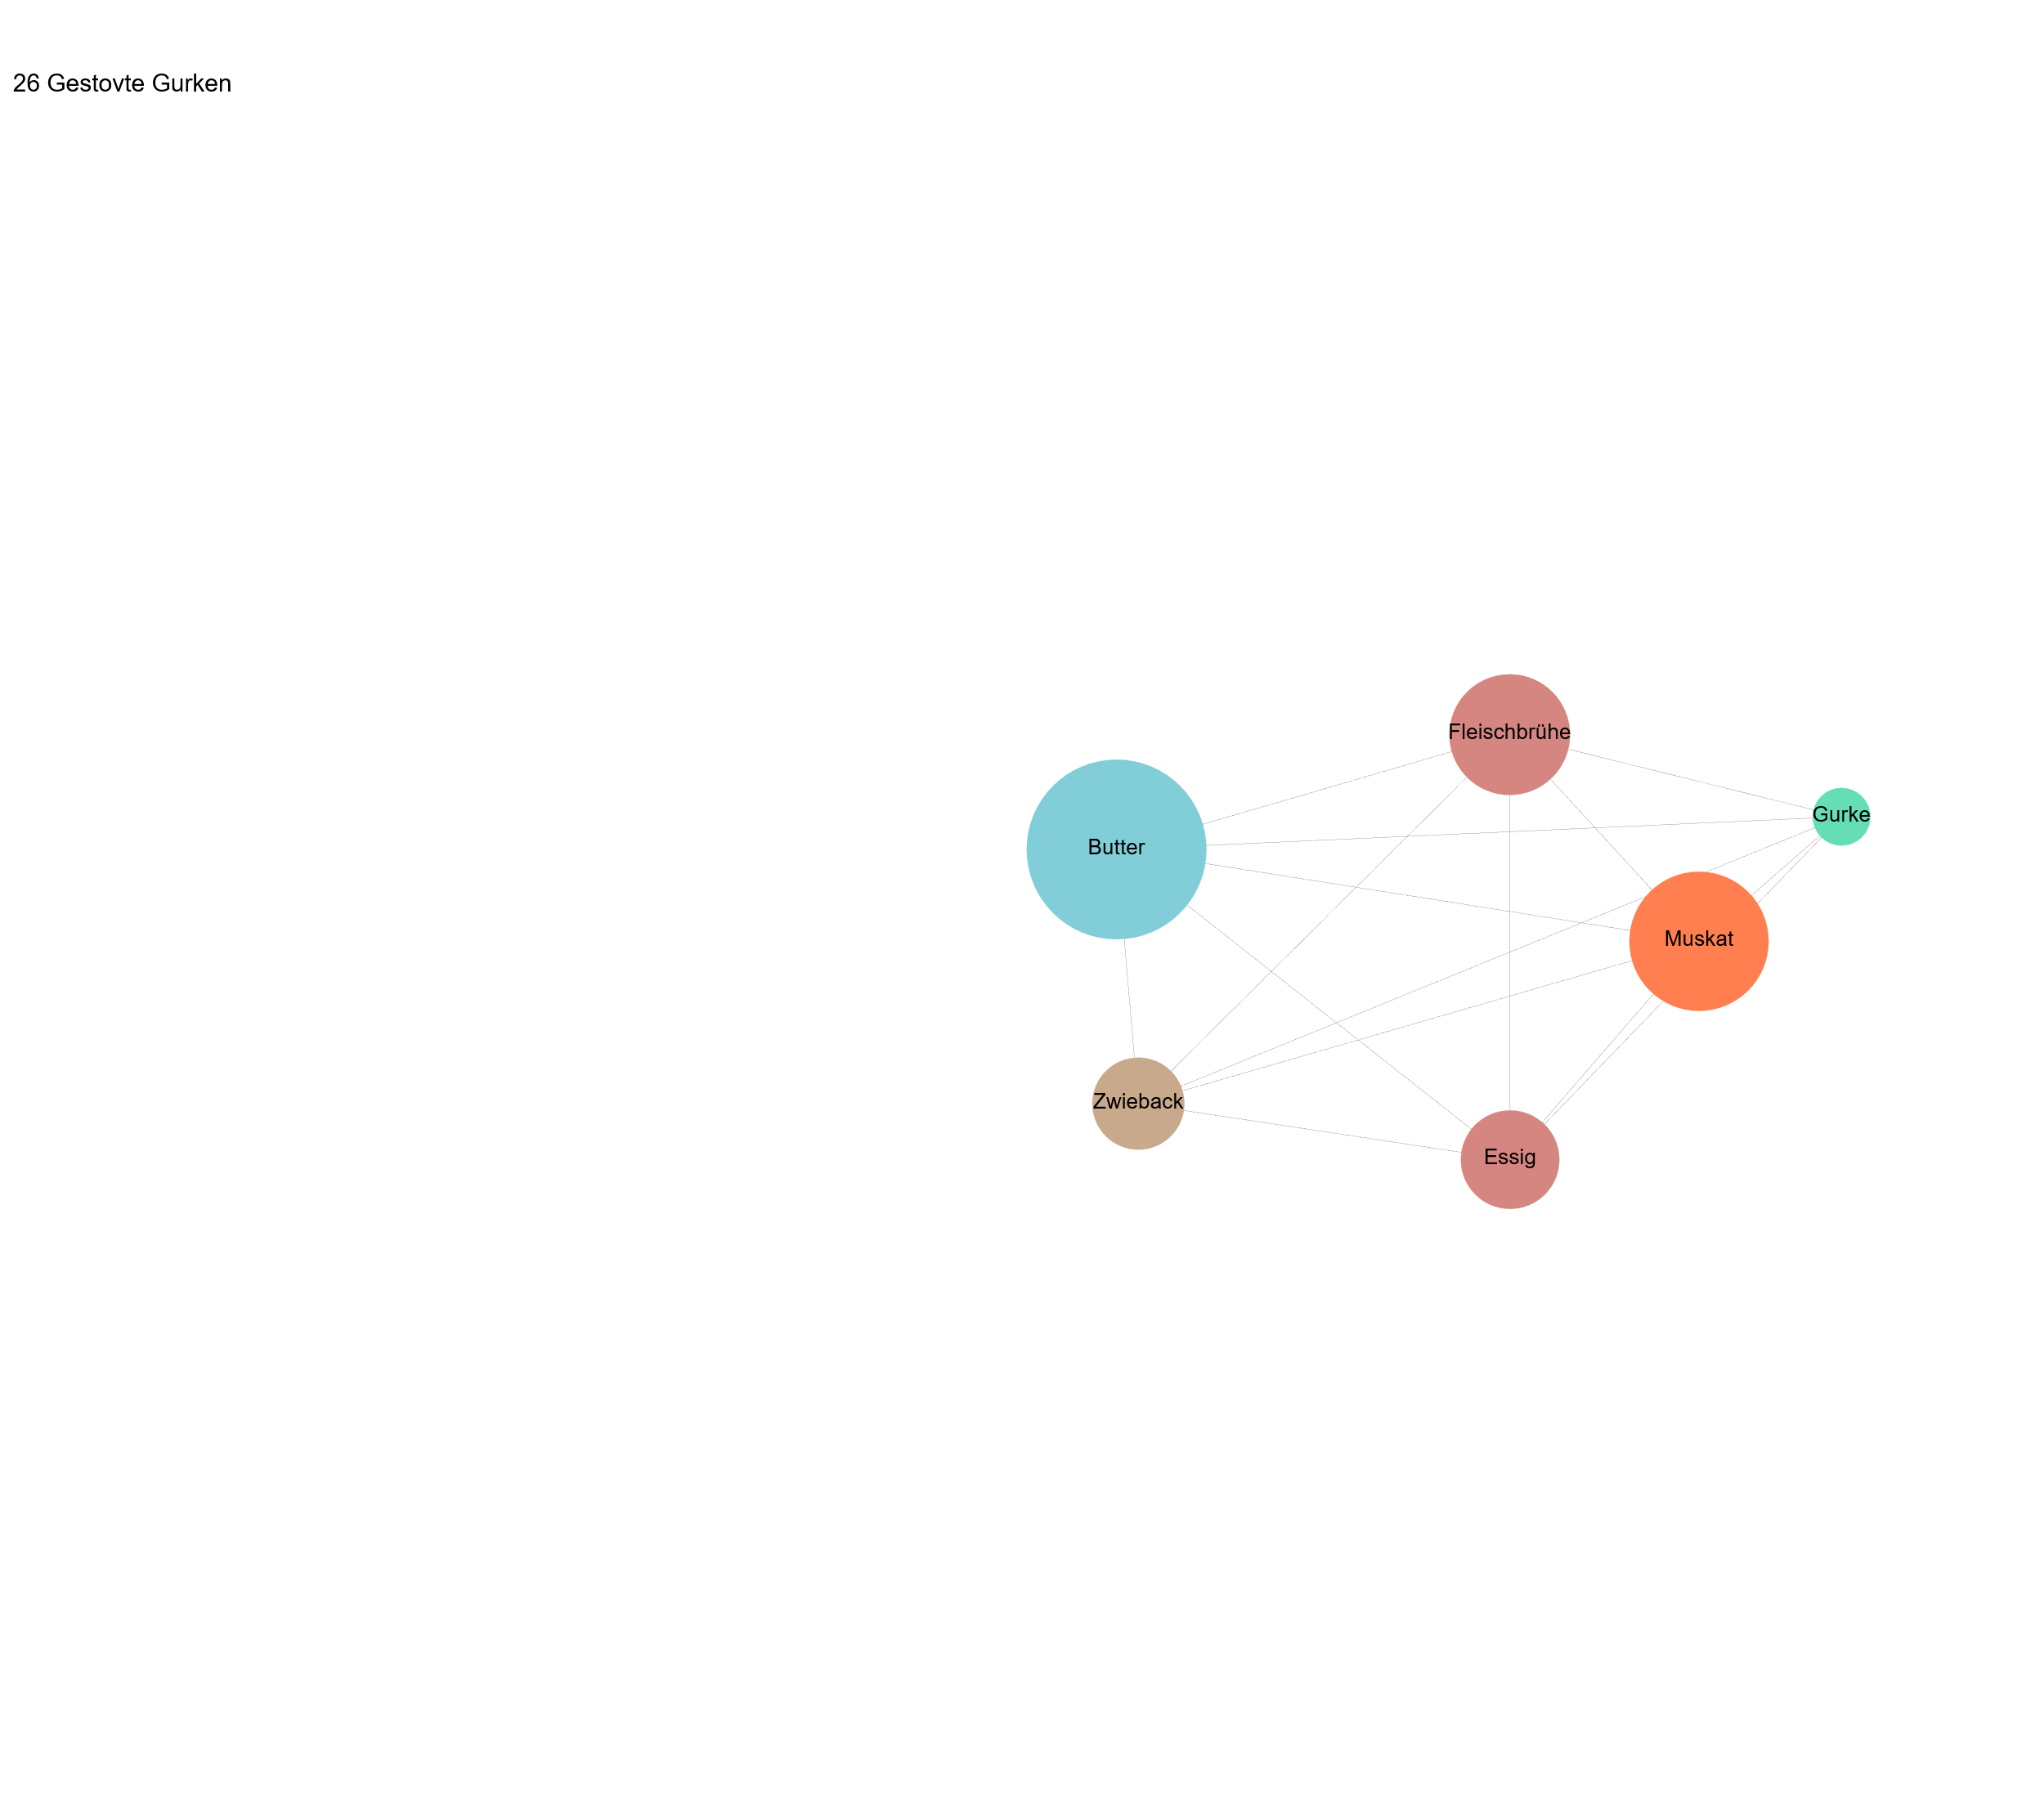 26 Gestovte Gurken
Fleischbrühe
Gurke
Butter
Muskat
Zwieback
Essig